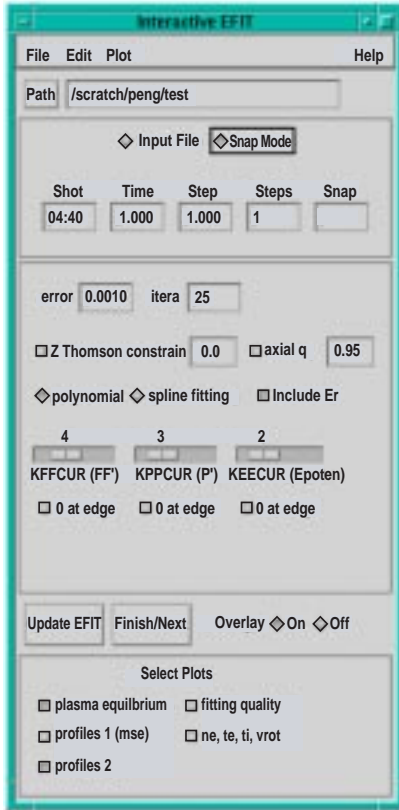 Interactive EFIT
File Edit Plot Help
Path /scratch/peng/test
Input File Snap Mode
Shot Time Step Steps Snap
04:40 1.000 1.000 1
error 0.0010 itera 25
Z Thomson constrain 0.0 axial q 0.95
polynomial spline fitting Include Er
4 3 2
KFFCUR (FF') KPPCUR (P') KEECUR (Epoten)
0 at edge 0 at edge 0 at edge
Update EFIT Finish/Next Overlay On Off
Select Plots
plasma equilbrium fitting quality
profiles 1 (mse) ne, te, ti, vrot
profiles 2